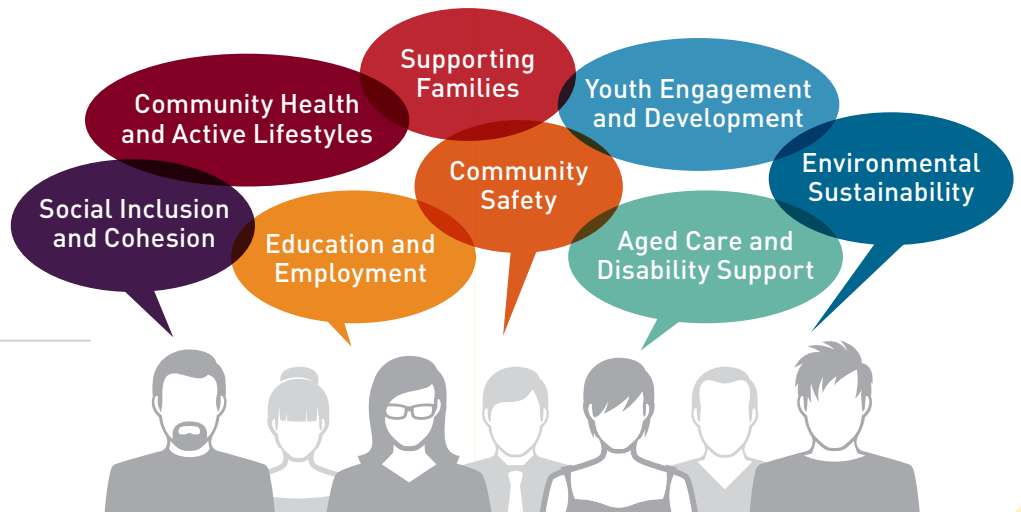 Supporting
Families
Community Health
and Active Lifestyles
Youth Engagement
and Development
Community
Safety
Environmental
Sustainability
Social Inclusion
and Cohesion
Education and
Employment
Aged Care and
Disability Support